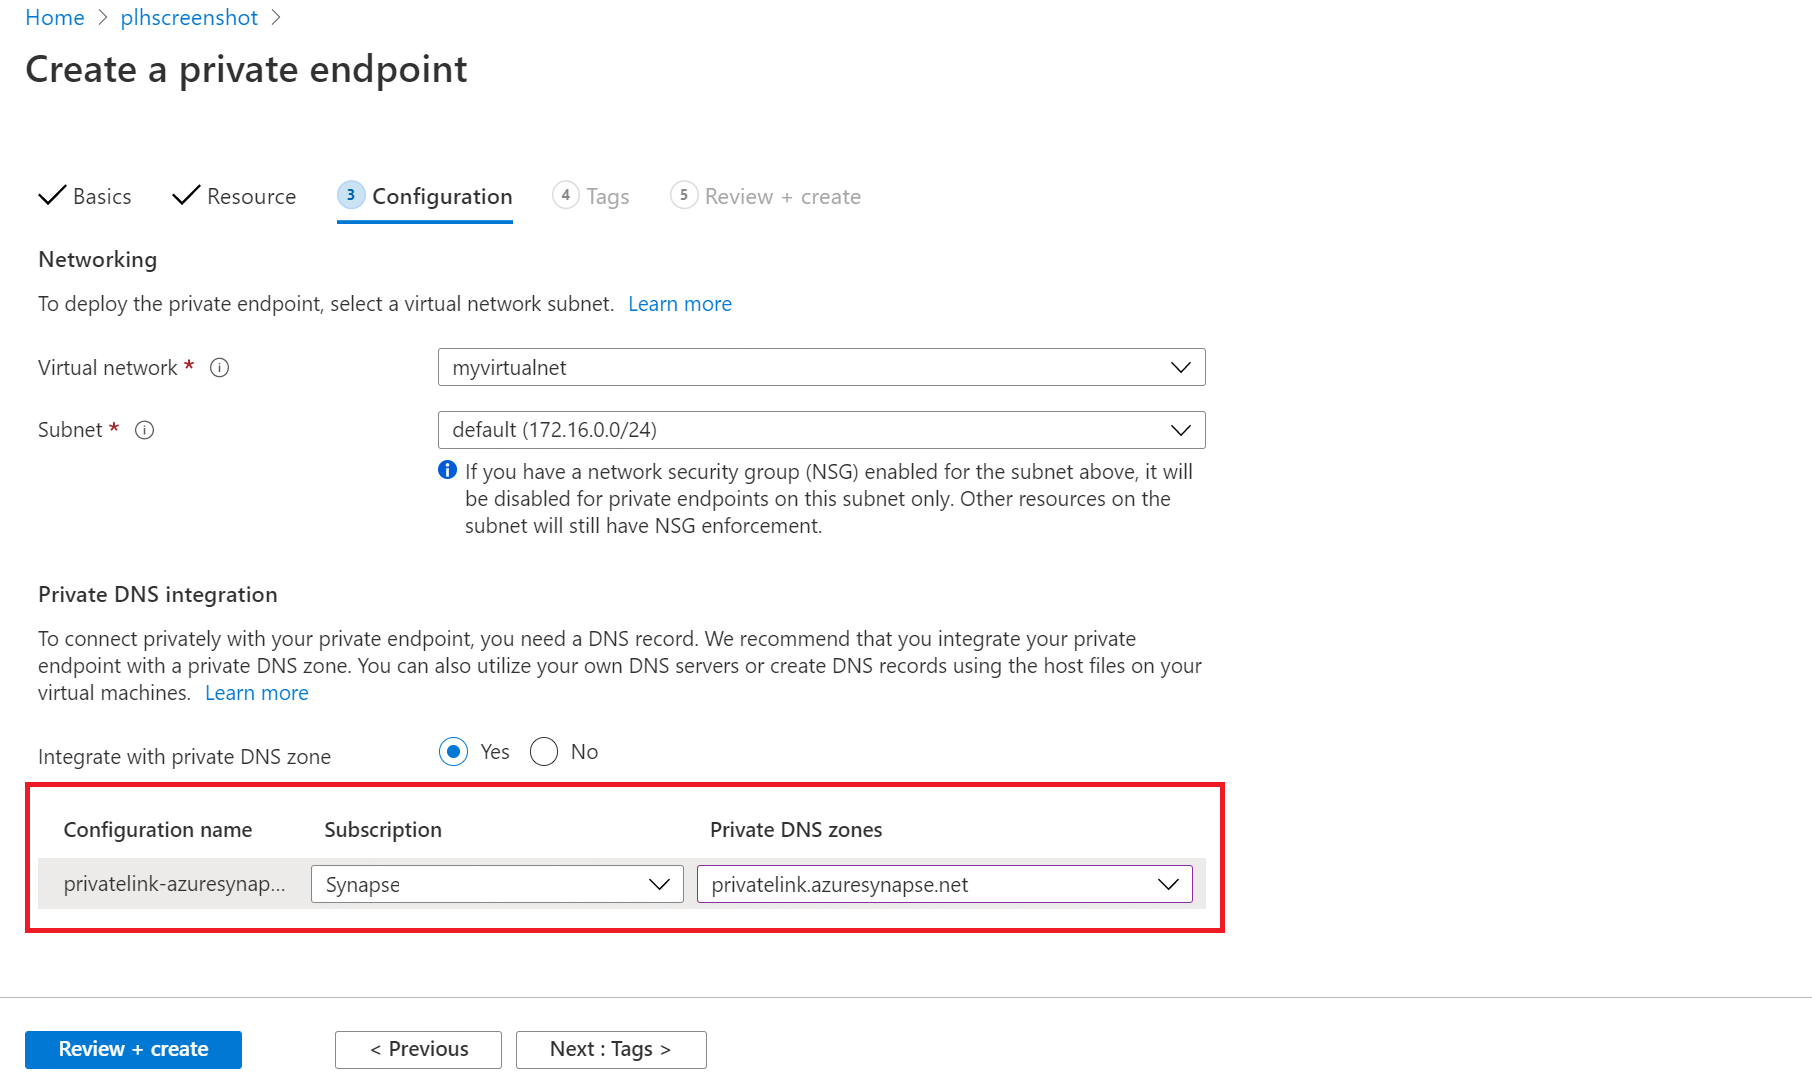 Home > plhscreenshot >
Create a private endpoint
Basics Resource 3 Configuration 4 Tags 5 Review + create
Networking
To deploy the private endpoint, select a virtual network subnet. Learn more
Virtual network * i myvirtualnet
Subnet * i default (172.16.0.0/24)
If you have a network security group (NSG) enabled for the subnet above, it will
be disabled for private endpoints on this subnet only. Other resources on the
subnet will still have NSG enforcement.
Private DNS integration
To connect privately with your private endpoint, you need a DNS record. We recommend that you integrate your private
endpoint with a private DNS zone. You can also utilize your own DNS servers or create DNS records using the host files on your
virtual machines. Learn more
Integrate with private DNS zone Yes No
Configuration name Subscription Private DNS zones
privatelink-azuresynap... Synapse privatelink.azuresynapse.net
Review + create < Previous Next : Tags >